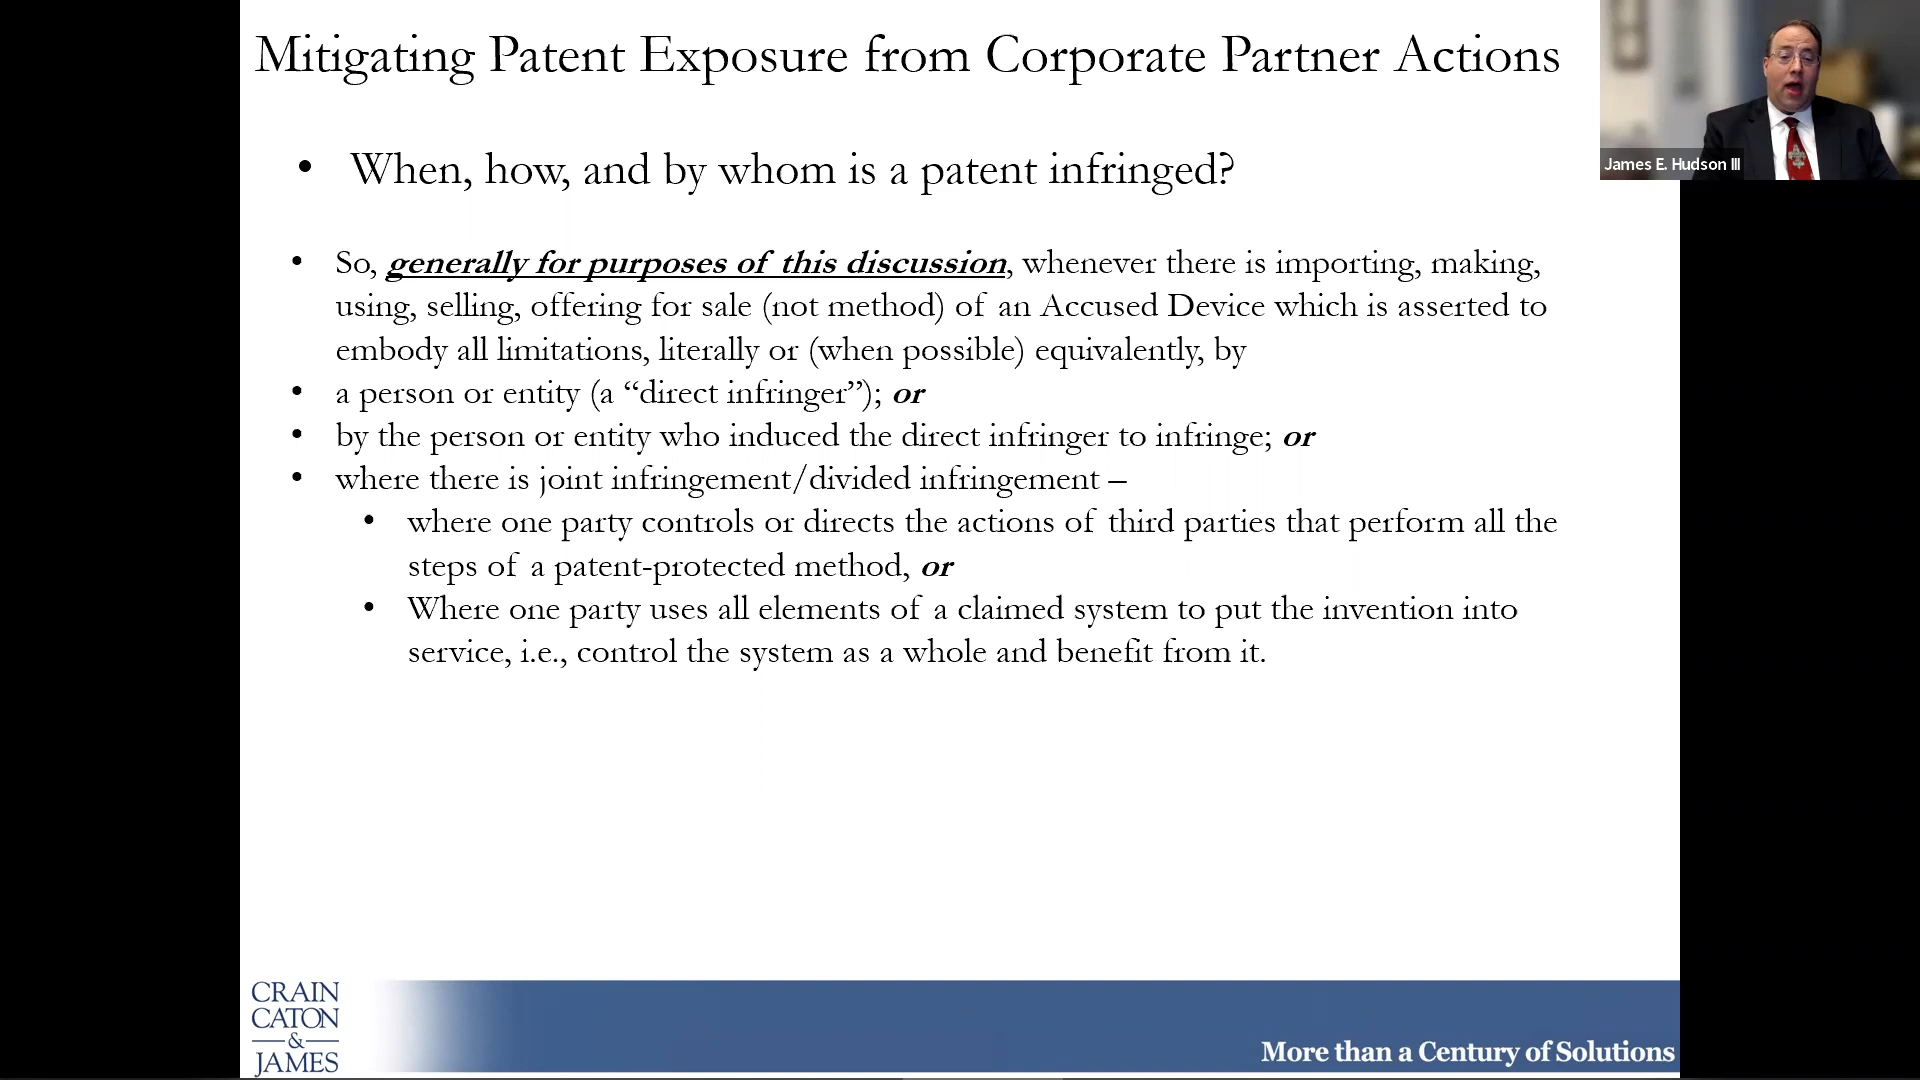 Mitigating Patent Exposure from Corporate Partner Actions
James E. Hudson III
• When, how, and by whom is a patent infringed?
• So, generally for purposes of this discussion, whenever there is importing, making,
using, selling, offering for sale (not method) of an Accused Device which is asserted to
embody all limitations, literally or (when possible) equivalently, by
• a person or entity (a “direct infringer”); or
• by the person or entity who induced the direct infringer to infringe; or
• where there is joint infringement/divided infringement –
• where one party controls or directs the actions of third parties that perform all the
steps of a patent-protected method, or
• Where one party uses all elements of a claimed system to put the invention into
service, i.e., control the system as a whole and benefit from it.
CRAIN
CATON
&
JAMES
More than a Century of Solutions